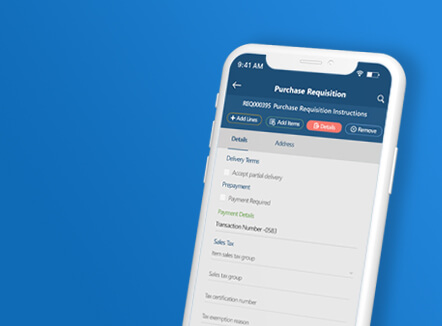 9:41 AM
Purchase Requisition
REQ000395 Purchase Requisition Instructions
+ Add Lines Add Items Details Remove
Details Address
Delivery Terms
Accept partial delivery
Prepayment
Payment Required
Payment Details
Transaction Number -0583
Sales Tax
Item sales tax group
Sales tax group
Tax certification number
Tax exemption reason